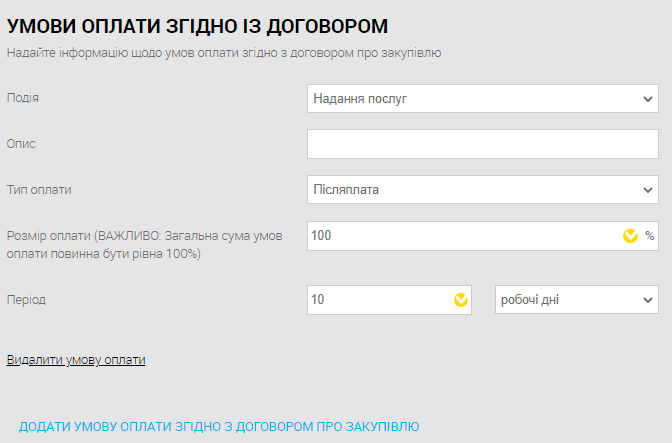 УМОВИ ОПЛАТИ ЗГІДНО ІЗ ДОГОВОРОМ
Надайте інформацію щодо умов оплати згідно з договором про закупівлю
Подія
Надання послуг
Опис
Тип оплати
Післяплата
Розмір оплати (ВАЖЛИВО: Загальна сума умов
оплати повинна бути рівна 100%)
100 %
Період
10
робочі дні
Видалити умову оплати
ДОДАТИ УМОВУ ОПЛАТИ ЗГІДНО З ДОГОВОРОМ ПРО ЗАКУПІВЛЮ